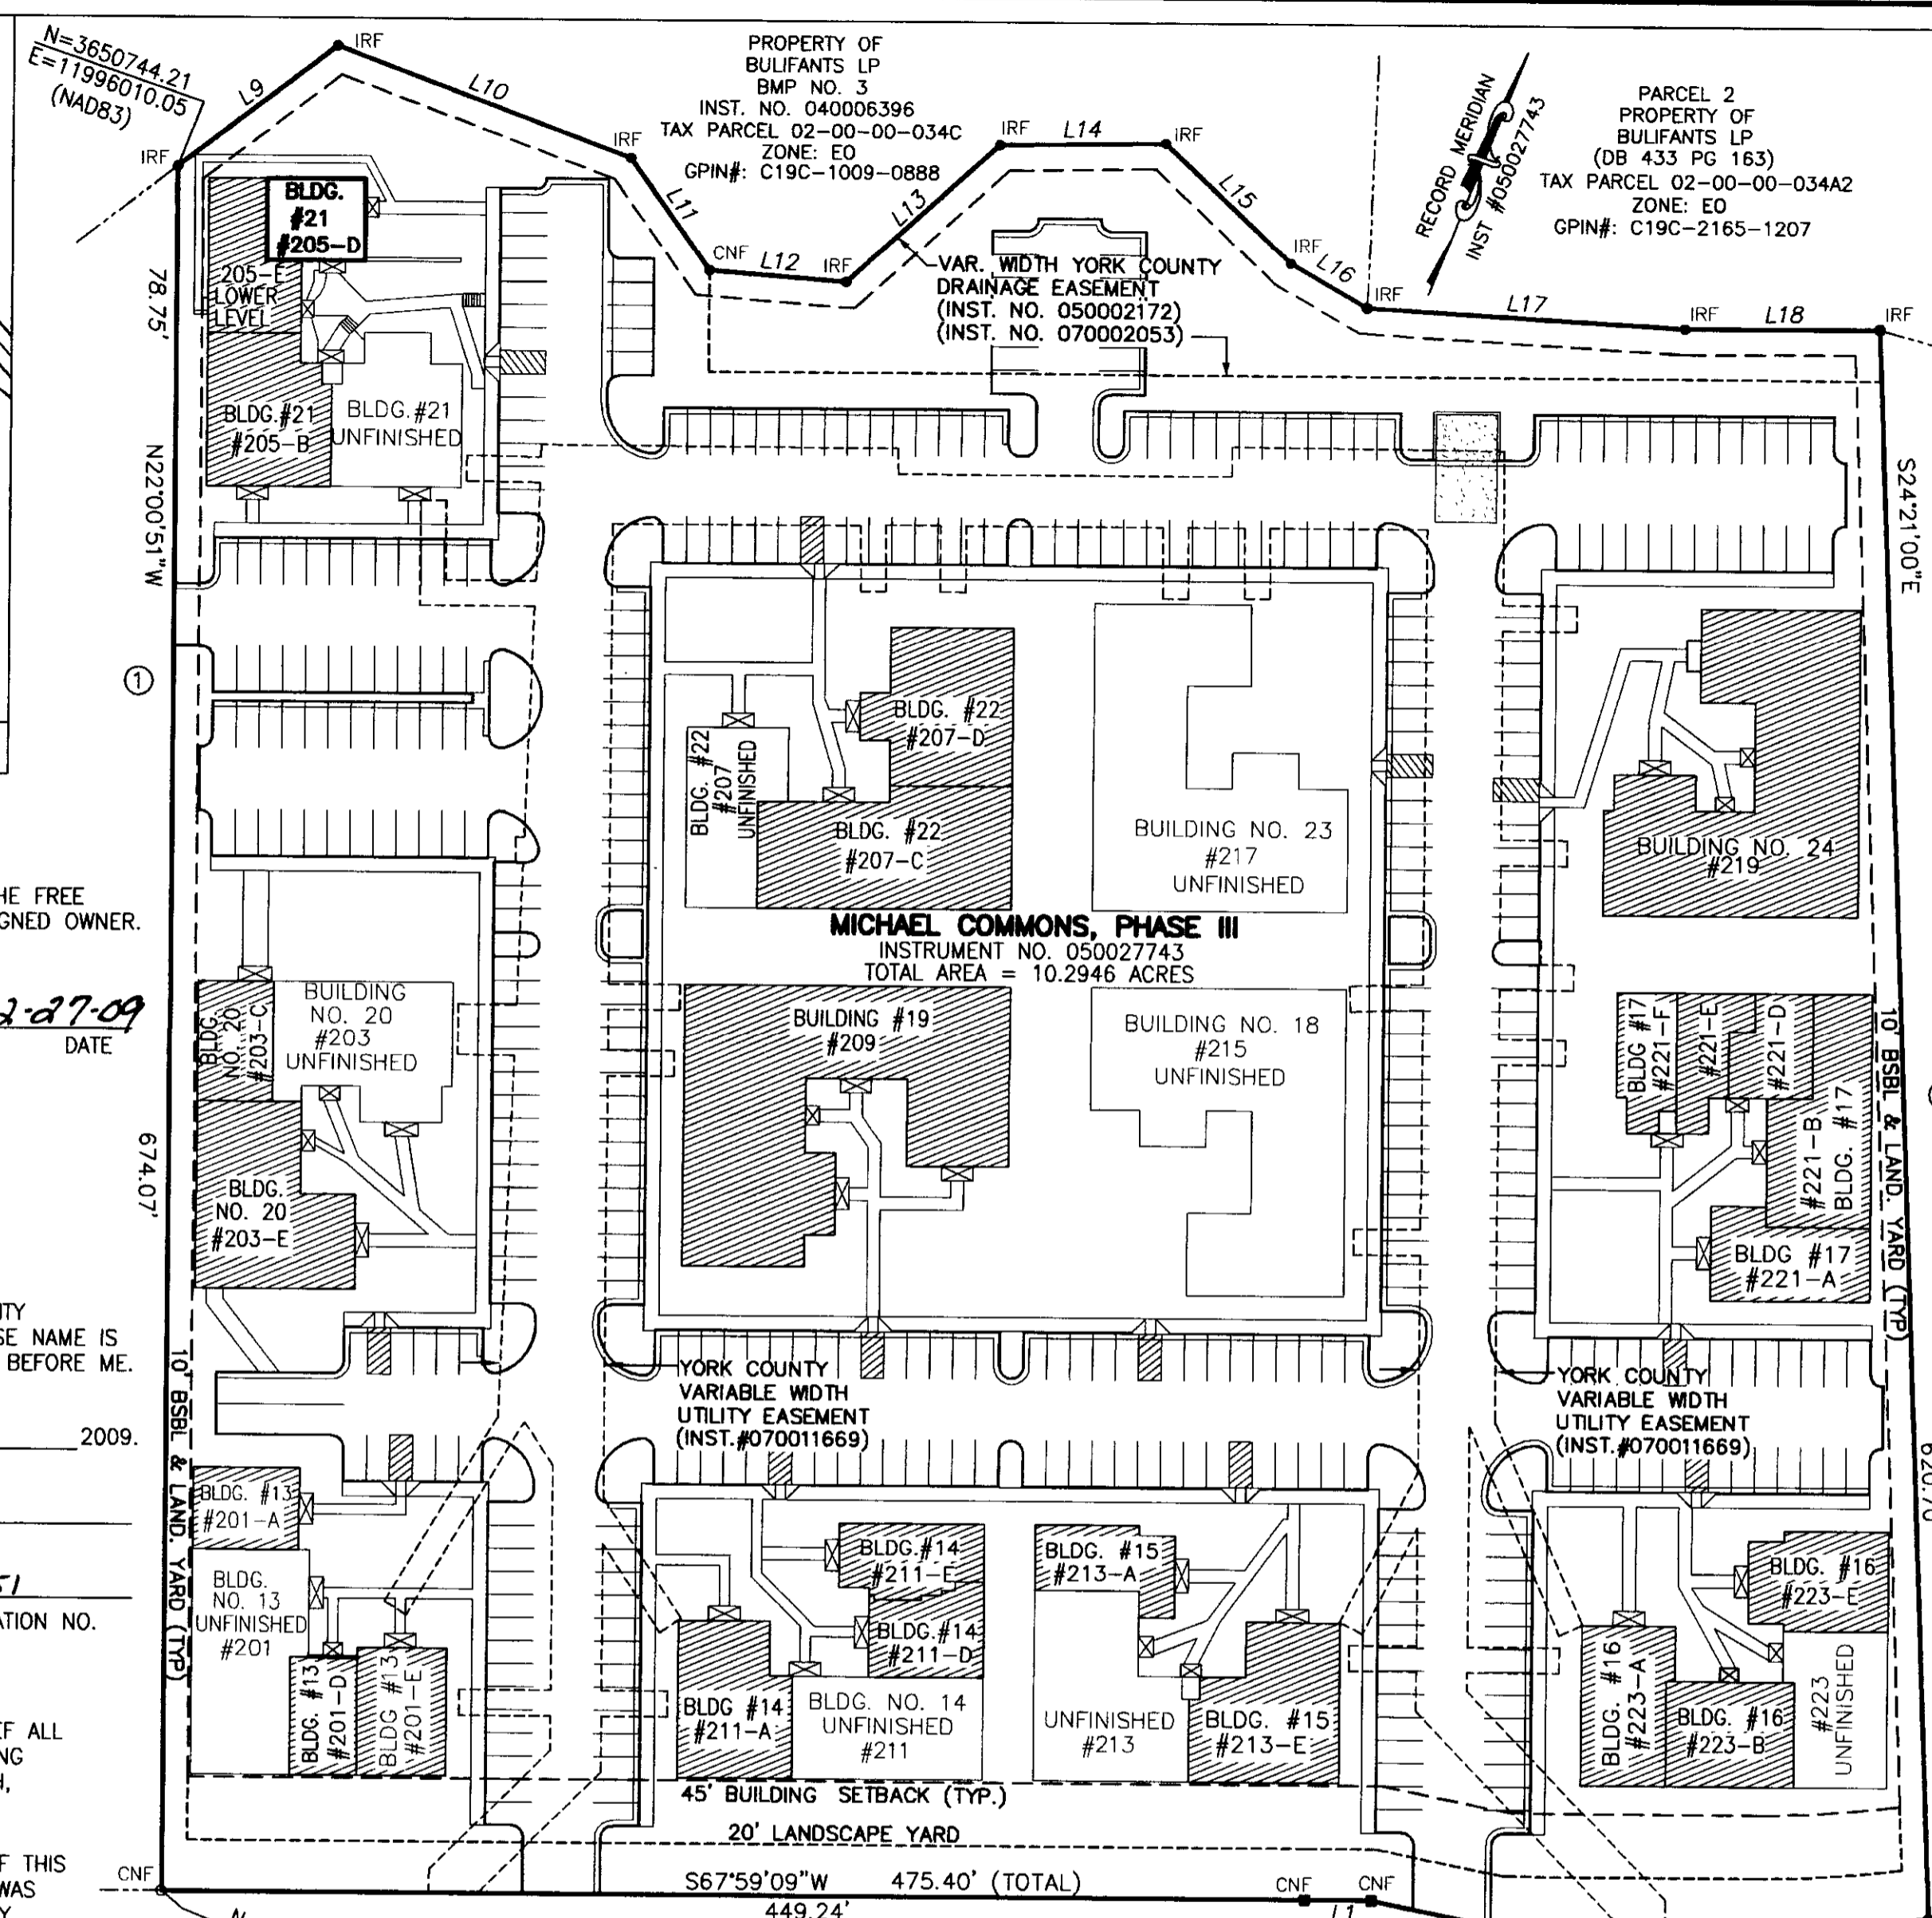 N=3650744.21
E=11996010.05
(NAD83)
IRF
L9
IRF
L10
IRF
L11
CNF
L12
IRF
L13
IRF
L14
IRF
L15
IRF
L16
IRF
L17
IRF
L18
IRF
PROPERTY OF
BULIFANTS LP
BMP NO. 3
INST. NO. 040006396
TAX PARCEL 02-00-00-034C
ZONE: EO
GPIN#: C19C-1009-0888
RECORD MERIDIAN
INST #050027743
PARCEL 2
PROPERTY OF
BULIFANTS LP
(DB 433 PG 163)
TAX PARCEL 02-00-00-034A2
ZONE: EO
GPIN#: C19C-2165-1207
VAR. WIDTH YORK COUNTY
DRAINAGE EASEMENT
(INST. NO. 050002172)
(INST. NO. 070002053)
BLDG.
#21
#205-D
205-E
LOWER
LEVEL
BLDG.#21
#205-B
BLDG.#21
UNFINISHED
78.75'
N22°00'51"W
1
674.07'
10' BSBL & LAND. YARD (TYP)
S24°21'00"E
10' BSBL & LAND. YARD (TYP)
BLDG. #22
#207
UNFINISHED
BLDG. #22
#207-D
BLDG. #22
#207-C
BUILDING NO. 23
#217
UNFINISHED
BUILDING NO. 24
#219
MICHAEL COMMONS, PHASE III
INSTRUMENT NO. 050027743
TOTAL AREA = 10.2946 ACRES
HE FREE
GNED OWNER.
2-27-09
DATE
BLDG
NO. 20
#203-C
BUILDING
NO. 20
#203
UNFINISHED
BLDG.
NO. 20
#203-E
BUILDING #19
#209
BUILDING NO. 18
#215
UNFINISHED
BLDG #17
#221-F
#221-E
#221-D
#221-B
BLDG. #17
BLDG #17
#221-A
ITY
SE NAME IS
BEFORE ME.
2009.
YORK COUNTY
VARIABLE WIDTH
UTILITY EASEMENT
(INST.#070011669)
YORK COUNTY
VARIABLE WIDTH
UTILITY EASEMENT
(INST.#070011669)
51
ATION NO.
BLDG. #13
#201-A
BLDG.
NO. 13
UNFINISHED
#201
BLDG. #13
#201-D
BLDG #13
#201-E
BLDG.#14
#211-E
BLDG.#14
#211-D
BLDG #14
#211-A
BLDG. NO. 14
UNFINISHED
#211
BLDG. #15
#213-A
UNFINISHED
#213
BLDG. #15
#213-E
BLDG. #16
#223-E
BLDG. #16
#223-A
BLDG. #16
#223-B
#223
UNFINISHED
EF ALL
NG
H,
F THIS
WAS
Y
45' BUILDING SETBACK (TYP.)
20' LANDSCAPE YARD
CNF
S67°59'09"W 475.40' (TOTAL)
449.24'
CNF
CNF
L1
N